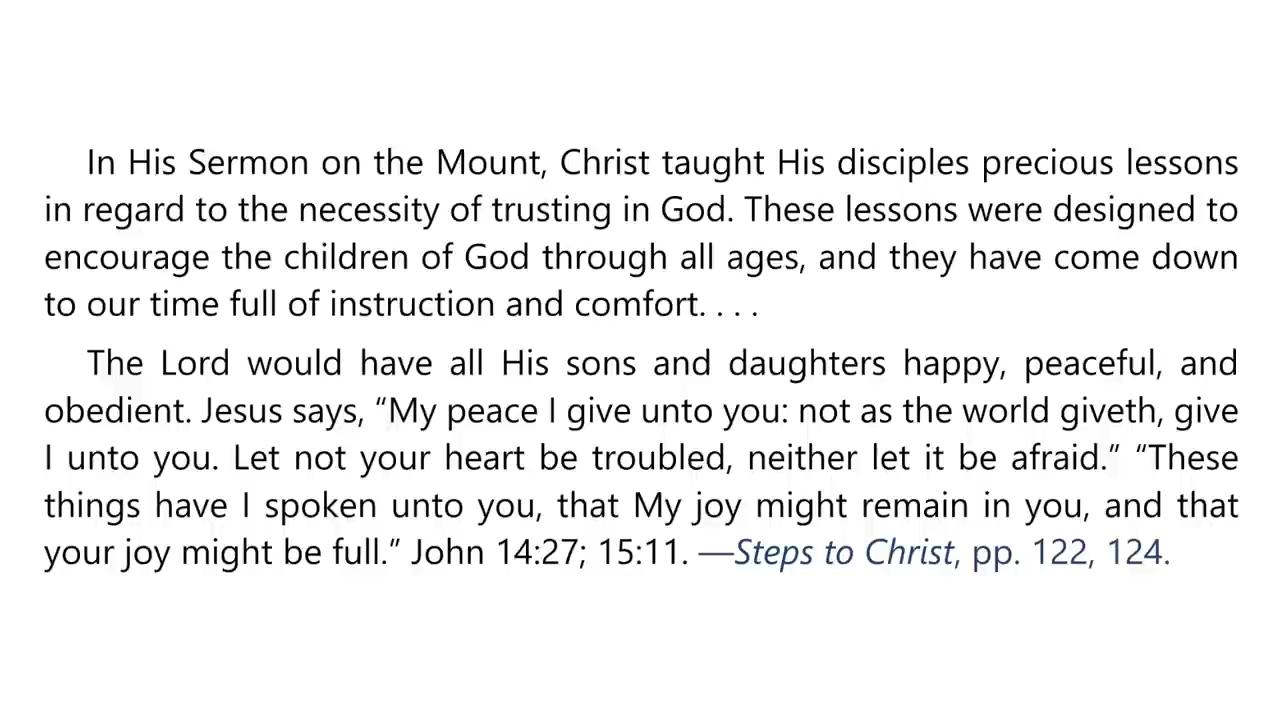 In His Sermon on the Mount, Christ taught His disciples precious lessons
in regard to the necessity of trusting in God. These lessons were designed to
encourage the children of God through all ages, and they have come down
to our time full of instruction and comfort. . . .
The Lord would have all His sons and daughters happy, peaceful, and
obedient. Jesus says, “My peace I give unto you: not as the world giveth, give
I unto you. Let not your heart be troubled, neither let it be afraid.” “These
things have I spoken unto you, that My joy might remain in you, and that
your joy might be full.” John 14:27; 15:11. —Steps to Christ, pp. 122, 124.